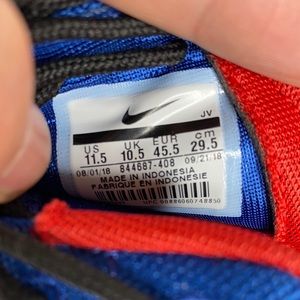 JV
US UK EUR cm
11.5 10.5 45.5 29.5
08/01/18 844687-408 09/21/18
MADE IN INDONESIA
FABRIQUE EN INDONESIE